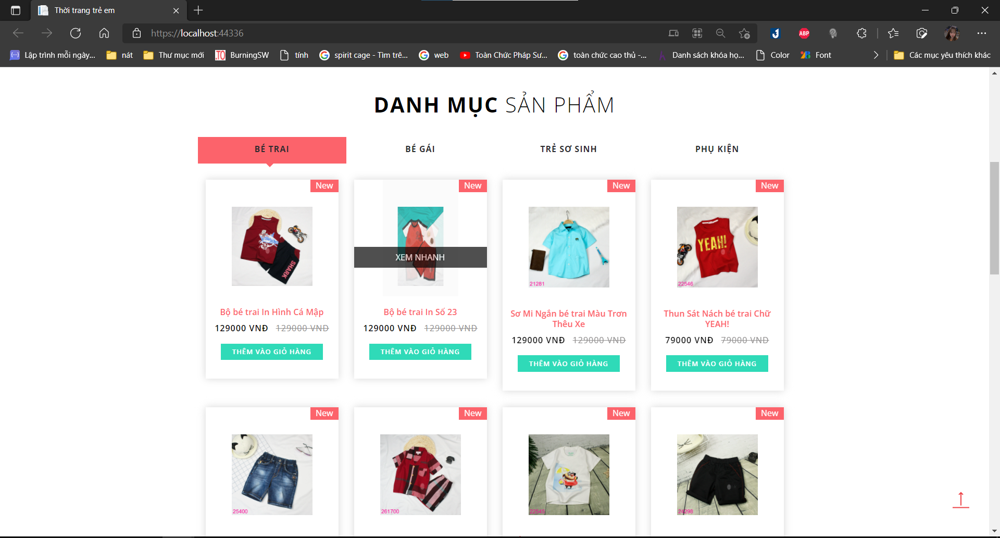 Thời trang trẻ em
https://localhost:44336
ABP
Lập trình mỗi ngày...
nát
Thư mục mới
.TO
BurningSW
tính
spirit cage - Tìm trê...
web
Toàn Chức Pháp Sư...
toàn chức cao thủ -...
Danh sách khóa họ...
Color
Font
Các mục yêu thích khác
DANH MỤC SẢN PHẨM
BÉ TRAI
BÉ GÁI
TRẺ SƠ SINH
PHỤ KIỆN
New
New
New
New
SHARK
XEM NHANH
21281
YEAH!
22546
Bộ bé trai In Hình Cá Mập
129000 VNĐ 129000 VNĐ
THÊM VÀO GIỎ HÀNG
Bộ bé trai In Số 23
129000 VNĐ 129000 VNĐ
THÊM VÀO GIỎ HÀNG
Sơ Mi Ngắn bé trai Màu Trơn
Thêu Xe
129000 VNĐ 129000 VNĐ
THÊM VÀO GIỎ HÀNG
Thun Sát Nách bé trai Chữ
YEAH!
79000 VNĐ 79000 VNĐ
THÊM VÀO GIỎ HÀNG
New
New
New
New
25400
261700
22545
24298